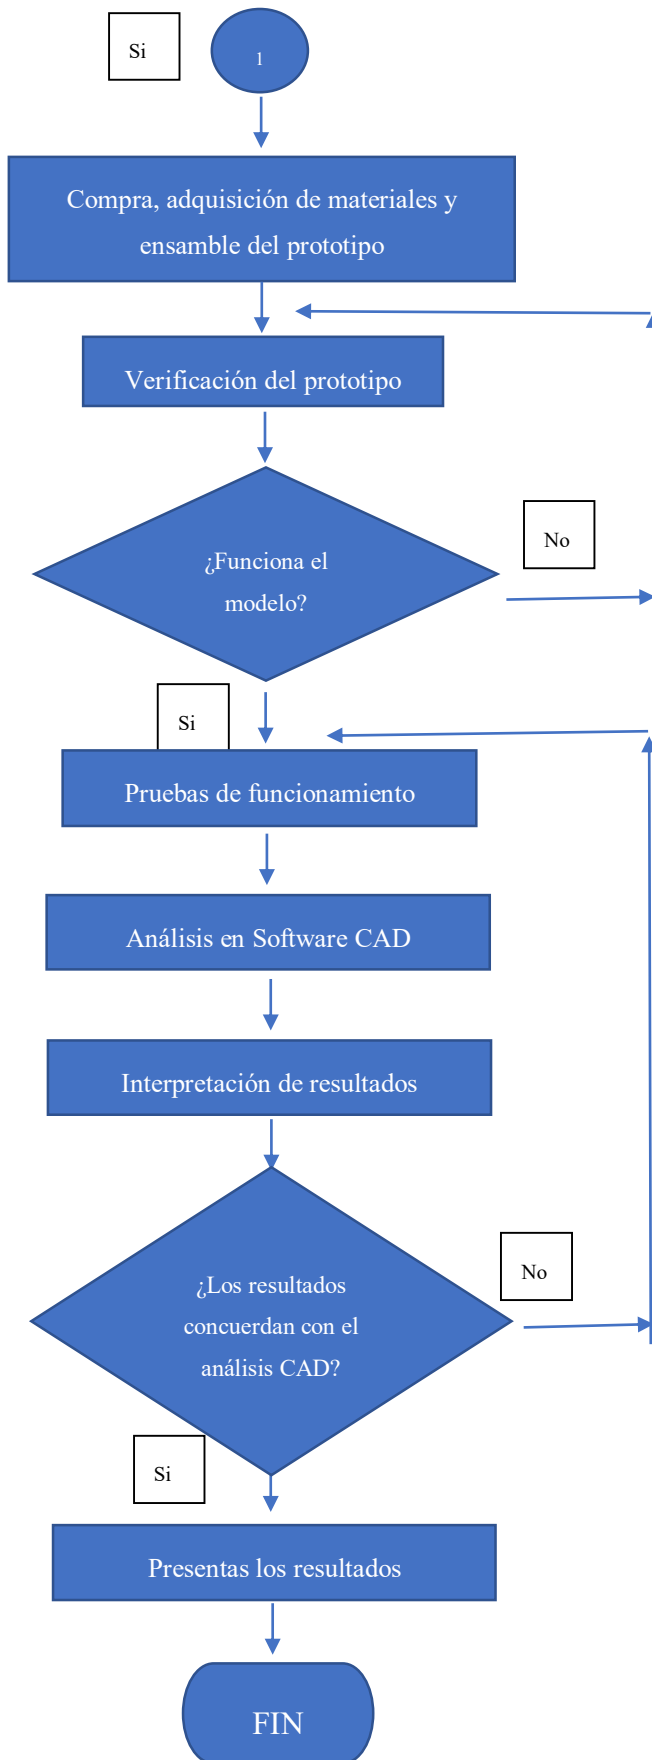 Si
1
Compra, adquisición de materiales y
ensamble del prototipo
Verificación del prototipo
¿Funciona el
modelo?
No
Si
Pruebas de funcionamiento
Análisis en Software CAD
Interpretación de resultados
¿Los resultados
concuerdan con el
análisis CAD?
No
Si
Presentas los resultados
FIN